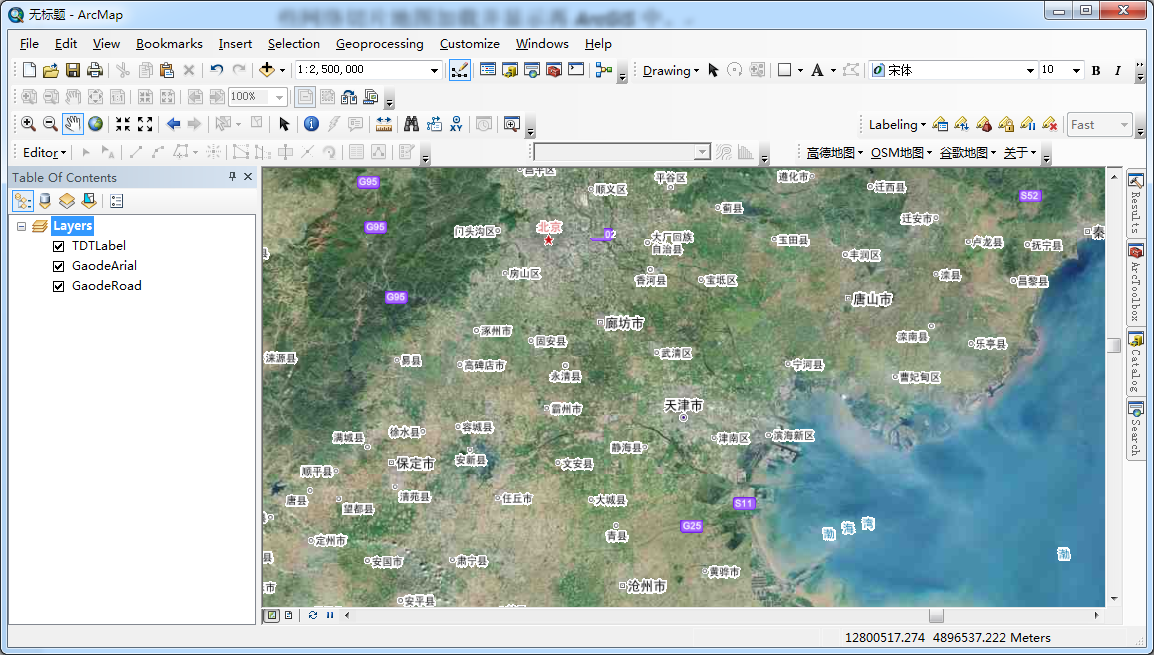 无标题 - ArcMap
File Edit View Bookmarks Insert Selection Geoprocessing Customize Windows Help
1:2,500,000
Drawing
宋体
10
B I
100%
Labeling
Fast
Editor
高德地图 OSM地图 谷歌地图 关于
Table Of Contents
Layers
TDTLabel
GaodeArial
GaodeRoad
G95
昌平区
顺义区
平谷区
遵化市
迁西县
S52
蓟县
迁安市
G95
门头沟区
北京
02
大厂回族
自治县
玉田县
丰润区
卢龙县
抚宁县
秦
房山区
香河县
宝坻区
滦县
昌黎县
G95
唐山市
涿州市
廊坊市
固安县
滦南县
乐亭县
涞源县
易县
高碑店市
武清区
宁河县
永清县
曹妃甸区
霸州市
天津市
满城县
徐水县
容城县
静海县
津南区
滨海新区
顺平县
保定市
安新县
文安县
唐县
望都县
清苑县
任丘市
大城县
S11
定州市
青县
G25
渤海湾
渤
安国市
肃宁县
黄骅市
沧州市
安平县
Results
ArcToolbox
Catalog
Search
12800517.274 4896537.222 Meters